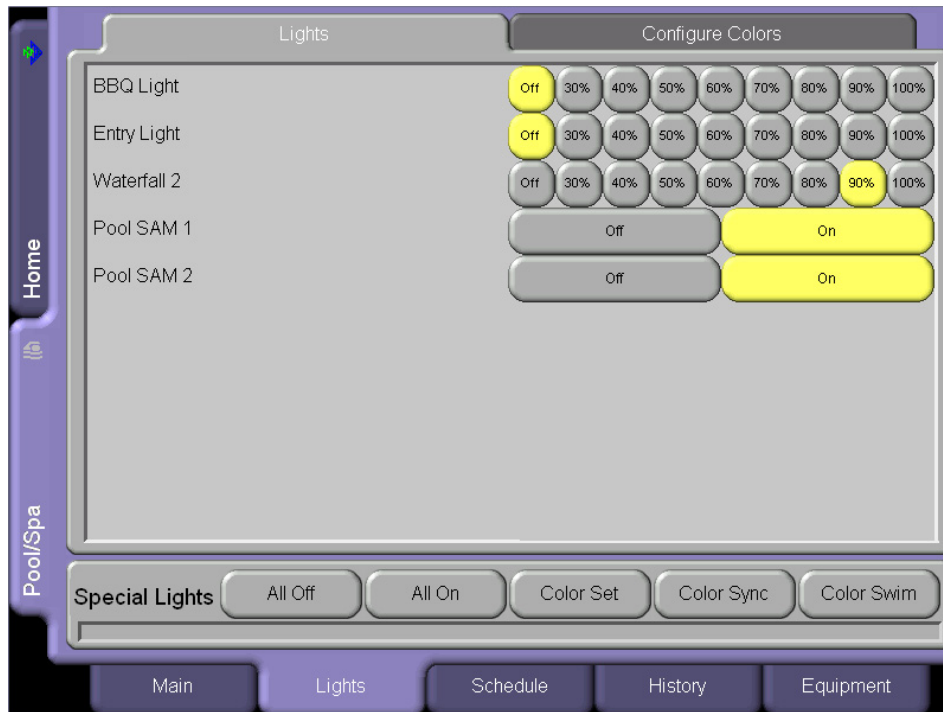 Lights Configure Colors
BBQ Light Off 30% 40% 50% 60% 70% 80% 90% 100%
Entry Light Off 30% 40% 50% 60% 70% 80% 90% 100%
Waterfall 2 Off 30% 40% 50% 60% 70% 80% 90% 100%
Pool SAM 1 Off On
Pool SAM 2 Off On
Home
Pool/Spa
Special Lights All Off All On Color Set Color Sync Color Swim
Main Lights Schedule History Equipment